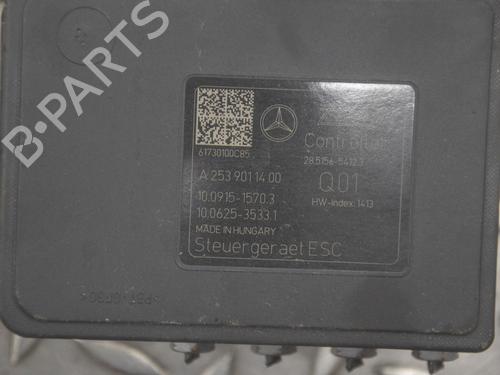 B-PARTS
Controller
61730100C85
28.5156-5412.3
A 253 901 14 00
Q01
10.0915-1570.3
HW-index: 1413
10.0625-3533.1
MADE IN HUNGARY
Steuergeraet ESC